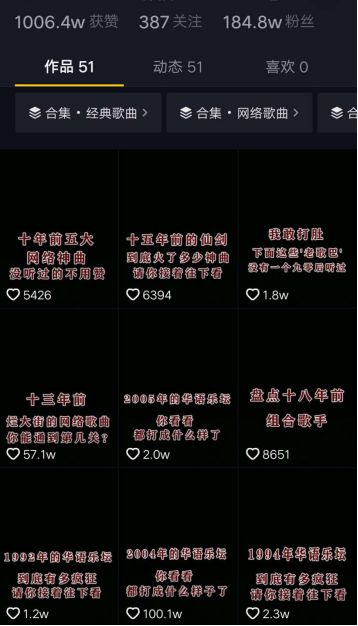 1006.4w 获赞 387 关注 184.8w 粉丝
作品 51 动态 51 喜欢 0
合集·经典歌曲 合集·网络歌曲 合
十年前五大
网络神曲
没听过的不用赞
5426
十五年前的仙剑
到底火了多少神曲
请你接着往下看
6394
我敢打肚
下面这些'老歌巴'
没有一个九零后听过
1.8w
十三年前
烂大街的网络歌曲
你能通到第几关?
57.1w
2005年的华语乐坛
你看看
都打成什么样了
2.0w
盘点十八年前
组合歌手
8651
1992年的华语乐坛
到底有多疯狂
请你接着往下看
1.2w
2004年的华语乐坛
你看看
都打成什么样子了
100.1w
1994年华语乐坛
到底有多疯狂
请你接着往下看
2.3w